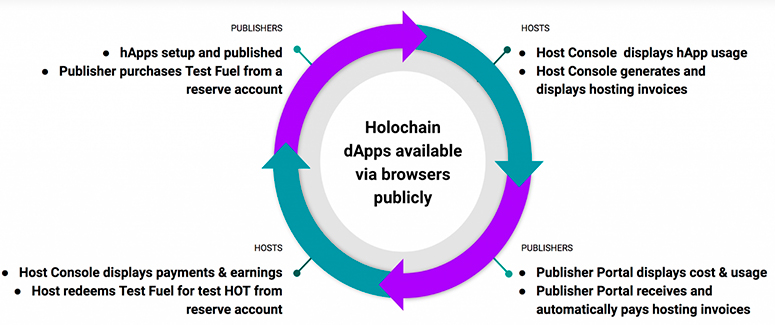 PUBLISHERS
● hApps setup and published
● Publisher purchases Test Fuel from a
reserve account
HOSTS
● Host Console displays hApp usage
● Host Console generates and
displays hosting invoices
Holochain
dApps available
via browsers
publicly
HOSTS
● Host Console displays payments & earnings
● Host redeems Test Fuel for test HOT from
reserve account
PUBLISHERS
● Publisher Portal displays cost & usage
● Publisher Portal receives and
automatically pays hosting invoices